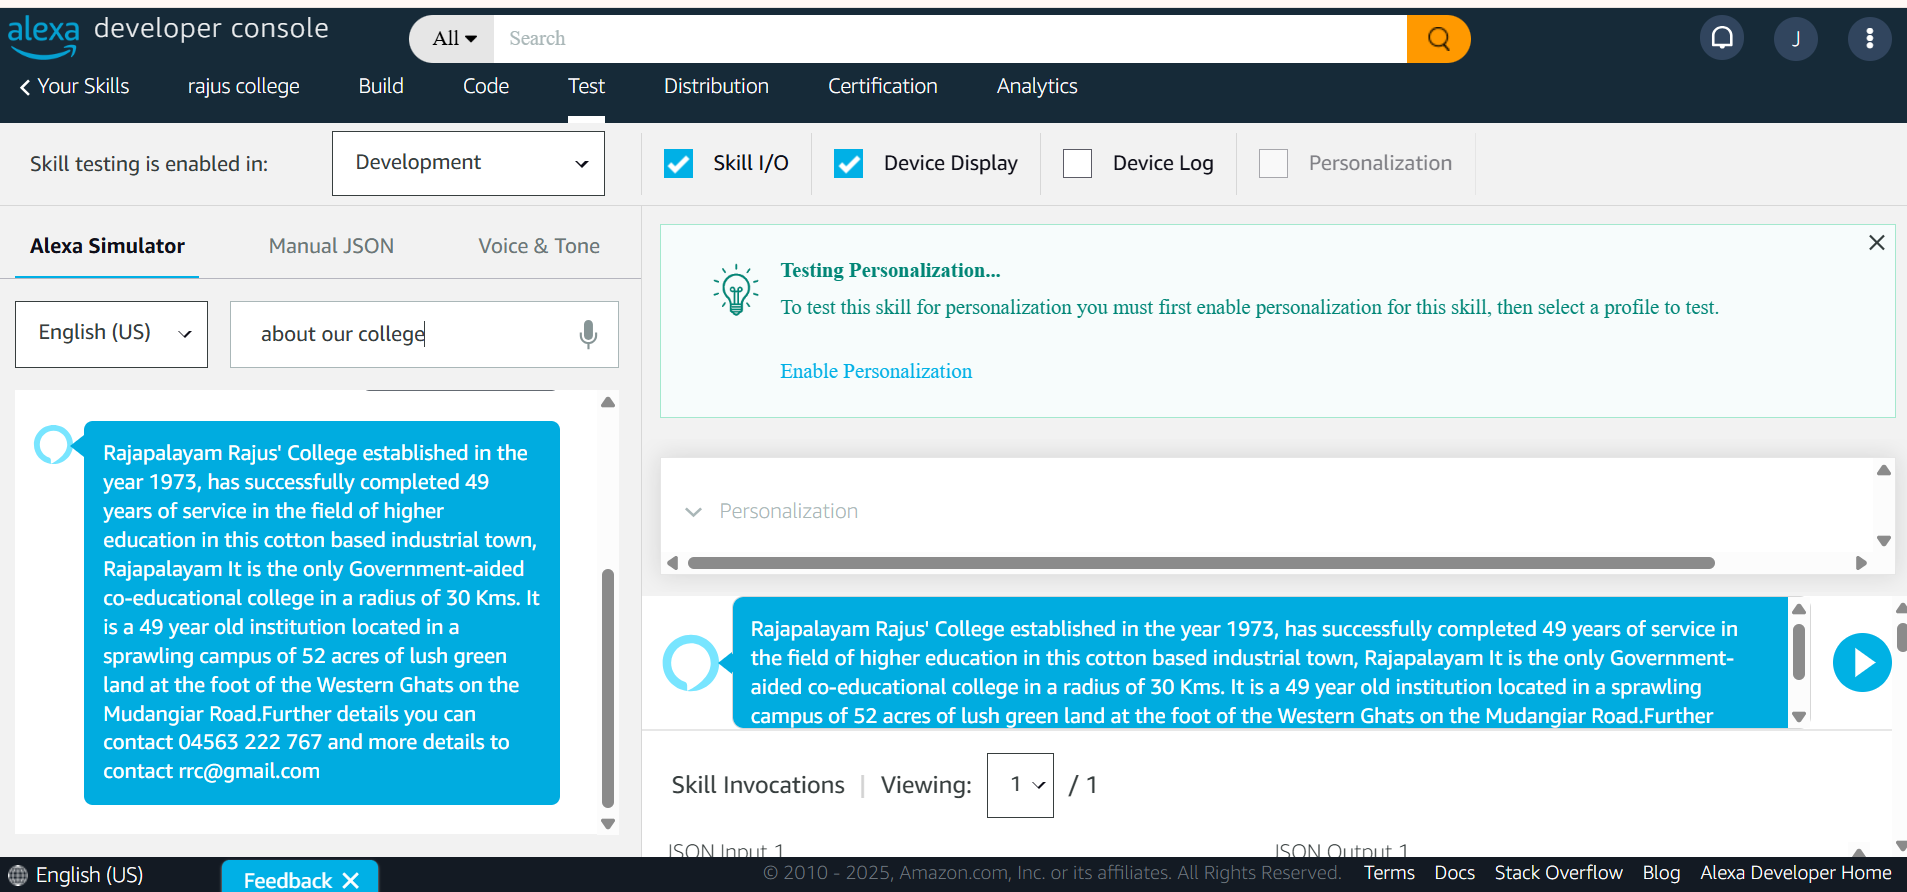 alexa developer console
All
Search
J
Your Skills
rajus college
Build
Code
Test
Distribution
Certification
Analytics
Skill testing is enabled in:
Development
Skill I/O
Device Display
Device Log
Personalization
Alexa Simulator
Manual JSON
Voice & Tone
English (US)
about our college
Rajapalayam Rajus' College established in the
year 1973, has successfully completed 49
years of service in the field of higher
education in this cotton based industrial town,
Rajapalayam It is the only Government-aided
co-educational college in a radius of 30 Kms. It
is a 49 year old institution located in a
sprawling campus of 52 acres of lush green
land at the foot of the Western Ghats on the
Mudangiar Road.Further details you can
contact 04563 222 767 and more details to
contact rrc@gmail.com
Testing Personalization...
To test this skill for personalization you must first enable personalization for this skill, then select a profile to test.
Enable Personalization
Personalization
Rajapalayam Rajus' College established in the year 1973, has successfully completed 49 years of service in
the field of higher education in this cotton based industrial town, Rajapalayam It is the only Government-
aided co-educational college in a radius of 30 Kms. It is a 49 year old institution located in a sprawling
campus of 52 acres of lush green land at the foot of the Western Ghats on the Mudangiar Road.Further
Skill Invocations | Viewing: 1 / 1
JSON Input 1
JSON Output 1
English (US)
Feedback
© 2010 - 2025, Amazon.com, Inc. or its affiliates. All Rights Reserved.
Terms
Docs
Stack Overflow
Blog
Alexa Developer Home